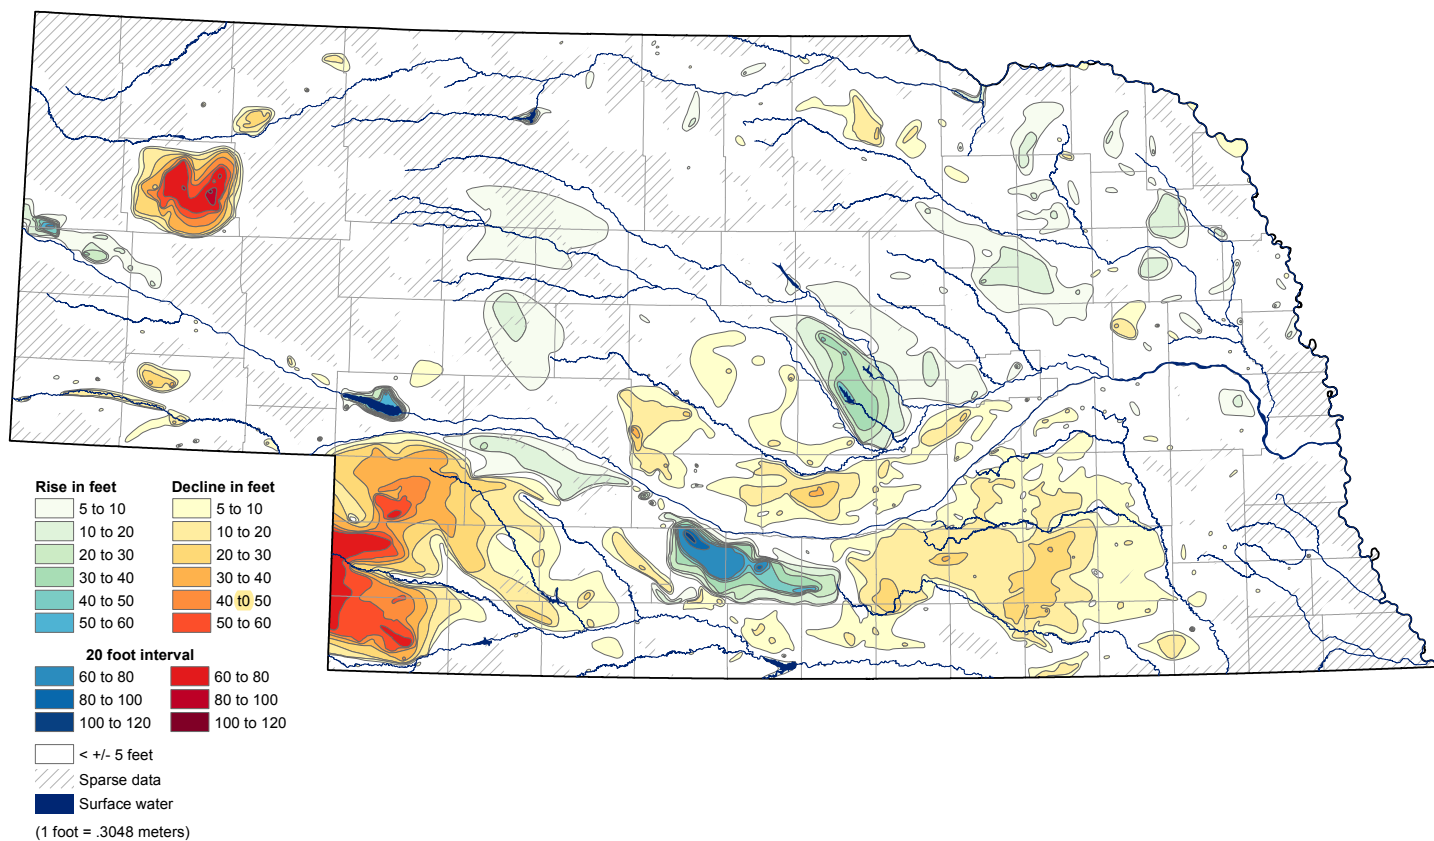 Rise in feet
5 to 10
10 to 20
20 to 30
30 to 40
40 to 50
50 to 60
Decline in feet
5 to 10
10 to 20
20 to 30
30 to 40
40 t0 50
50 to 60
20 foot interval
60 to 80
80 to 100
100 to 120
60 to 80
80 to 100
100 to 120
< +/- 5 feet
Sparse data
Surface water
(1 foot = .3048 meters)